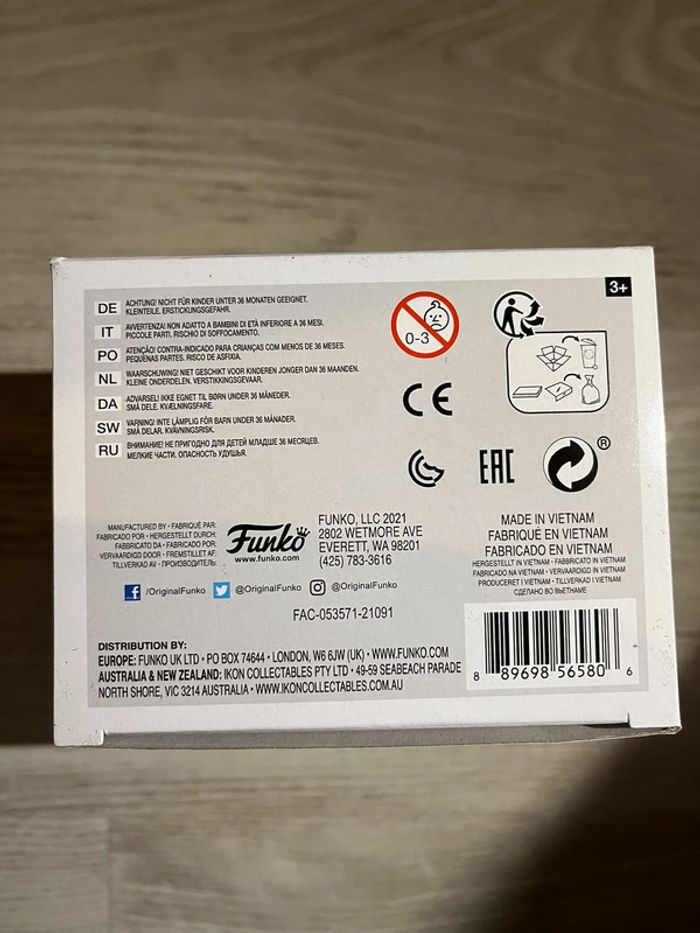 3+
DE ACHTUNG! NICHT FÜR KINDER UNTER 36 MONATEN GEEIGNET.
KLEINTEILE. ERSTICKUNGSGEFAHR.
IT AVVERTENZA! NON ADATTO A BAMBINI DI ETÀ INFERIORE A 36 MESI.
PICCOLE PARTI. RISCHIO DI SOFFOCAMENTO.
PO ATENÇÃO! CONTRA-INDICADO PARA CRIANÇAS COM MENOS DE 36 MESES.
PEQUENAS PARTES. RISCO DE ASFIXIA.
NL WAARSCHUWING! NIET GESCHIKT VOOR KINDEREN JONGER DAN 36 MAANDEN.
KLEINE ONDERDELEN. VERSTIKKINGSGEVAAR.
DA ADVARSEL! IKKE EGNET TIL BØRN UNDER 36 MÅNEDER.
SMÅ DELE. KVÆLNINGSFARE.
SW VARNING! INTE LÄMPLIG FÖR BARN UNDER 36 MÅNADER.
SMÅ DELAR. KVÄVNINGSRISK.
RU ВНИМАНИЕ! НЕ ПРИГОДНО ДЛЯ ДЕТЕЙ МЛАДШЕ 36 МЕСЯЦЕВ.
МЕЛКИЕ ЧАСТИ. ОПАСНОСТЬ УДУШЬЯ.
0-3
CE
EAC
®
MANUFACTURED BY • FABRIQUÉ PAR:
FABRICADO POR • HERGESTELLT DURCH:
FABBRICATO DA • FABRICADO POR:
VERVAARDIGD DOOR • FREMSTILLET AF:
TILLVERKAD AV • ПРОИЗВОДИТЕЛЬ:
Funko
www.funko.com
FUNKO, LLC 2021
2802 WETMORE AVE
EVERETT, WA 98201
(425) 783-3616
MADE IN VIETNAM
FABRIQUÉ EN VIETNAM
FABRICADO EN VIETNAM
HERGESTELLT IN VIETNAM • FABBRICATO IN VIETNAM
FABRICADO NA VIETNAM • VERVAARDIGD IN VIETNAM
PRODUCERET I VIETNAM • TILLVERKAD I VIETNAM
СДЕЛАНО ВО ВЬЕТНАМЕ
/OriginalFunko @OriginalFunko @OriginalFunko
FAC-053571-21091
DISTRIBUTION BY:
EUROPE: FUNKO UK LTD • PO BOX 74644 • LONDON, W6 6JW (UK) • WWW.FUNKO.COM
AUSTRALIA & NEW ZEALAND: IKON COLLECTABLES PTY LTD • 49-59 SEABEACH PARADE
NORTH SHORE, VIC 3214 AUSTRALIA • WWW.IKONCOLLECTABLES.COM.AU
8 89698 56580 6